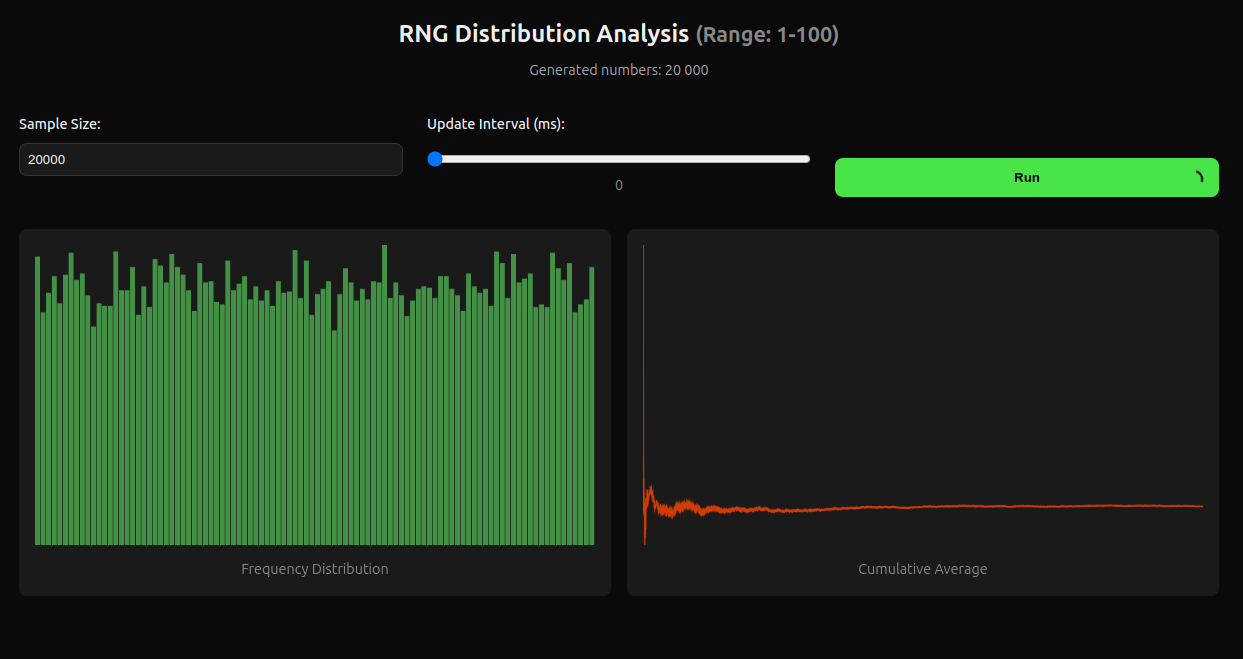 RNG Distribution Analysis (Range: 1-100)
Generated numbers: 20 000
Sample Size:
Update Interval (ms):
20000
0
Run
Frequency Distribution
Cumulative Average